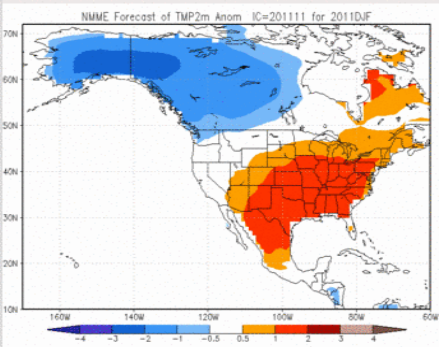 NMME Forecast of TMP2m Anom IC=201111 for 2011DJF
70N
60N
50N
40N
30N
20N
10N
160W 140W 120W 100W 80W 60W
-4 -3 -2 -1 -0.5 0.5 1 2 3 4